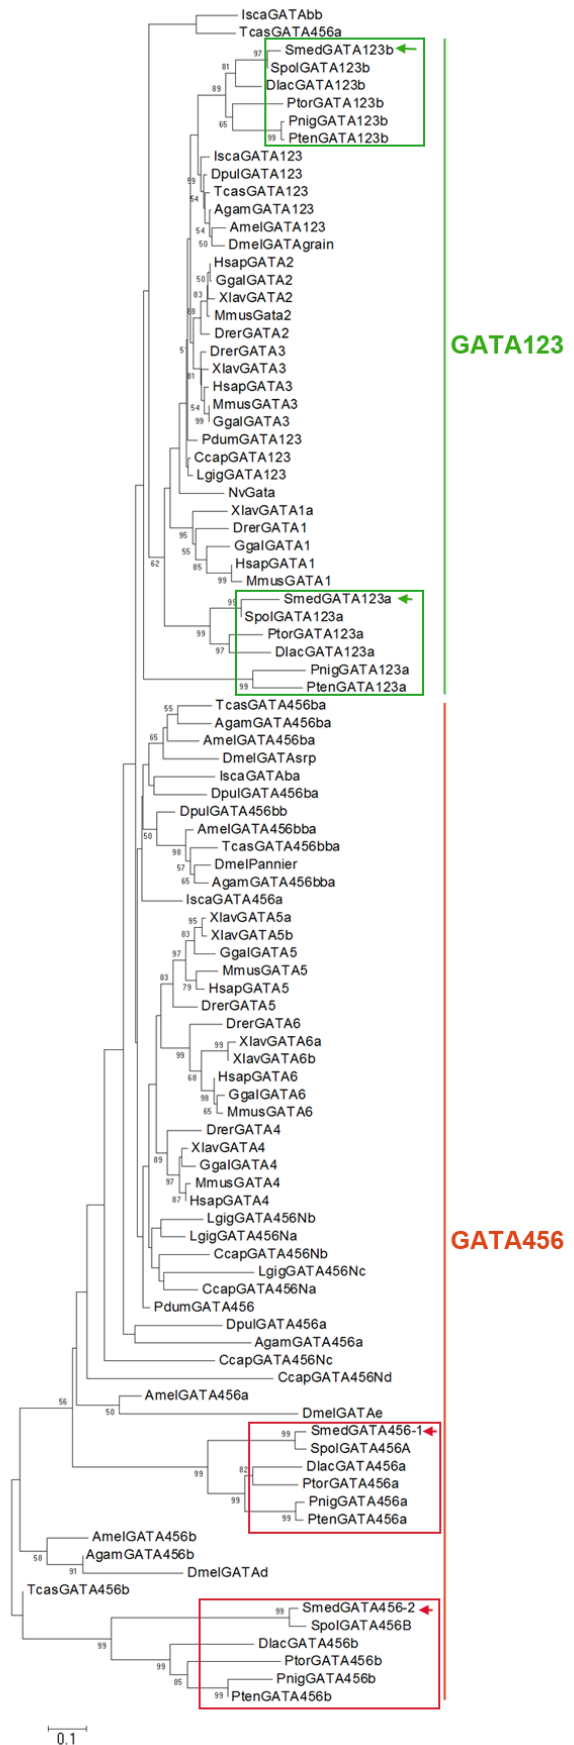 IscaGATAbb
TcasGATA456a
SmedGATA123b
97
SpolGATA123b
81
DlacGATA123b
89
PtorGATA123b
PnigGATA123b
65
99
PtenGATA123b
IscaGATA123
DpulGATA123
59
TcasGATA123
54
AgamGATA123
AmelGATA123
54
DmelGATAgrain
50
HsapGATA2
GgalGATA2
50
XlavGATA2
83
MmusGata2
DrerGATA2
GATA123
DrerGATA3
XlavGATA3
81
HsapGATA3
MmusGATA3
54
GgalGATA3
99
PdumGATA123
CcapGATA123
LgigGATA123
NvGata
XlavGATA1a
DrerGATA1
95
GgalGATA1
55
HsapGATA1
62
85
MmusGATA1
99
SmedGATA123a
SpolGATA123a
99
PtorGATA123a
97
DlacGATA123a
PnigGATA123a
99
PtenGATA123a
TcasGATA456ba
55
AgamGATA456ba
65
AmelGATA456ba
DmelGATAsrp
IscaGATAba
DpulGATA456ba
DpulGATA456bb
AmelGATA456bba
50
TcasGATA456bba
98
DmelPannier
57
AgamGATA456bba
65
IscaGATA456a
XlavGATA5a
95
XlavGATA5b
83
GgalGATA5
97
MmusGATA5
83
HsapGATA5
79
DrerGATA5
DrerGATA6
XlavGATA6a
99
XlavGATA6b
99
HsapGATA6
68
GgalGATA6
98
MmusGATA6
65
DrerGATA4
XlavGATA4
89
GgalGATA4
97
MmusGATA4
HsapGATA4
87
LgigGATA456Nb
LgigGATA456Na
GATA456
CcapGATA456Nb
LgigGATA456Nc
CcapGATA456Na
PdumGATA456
DpulGATA456a
AgamGATA456a
CcapGATA456Nc
CcapGATA456Nd
AmelGATA456a
56
DmelGATAe
50
SmedGATA456-1
99
SpolGATA456A
DlacGATA456a
99
82
PtorGATA456a
99
PnigGATA456a
99
PtenGATA456a
AmelGATA456b
AgamGATA456b
58
DmelGATAd
91
TcasGATA456b
SmedGATA456-2
99
SpolGATA456B
99
DlacGATA456b
99
PtorGATA456b
85
PnigGATA456b
99
PtenGATA456b
0.1